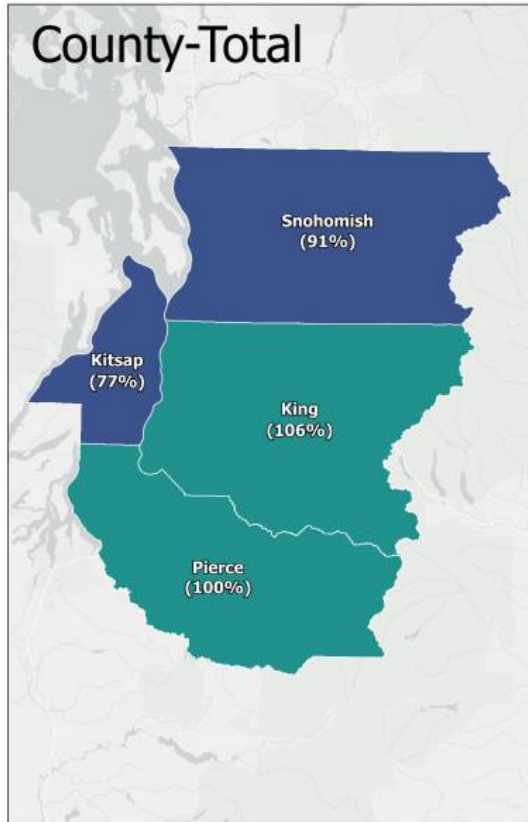 County-Total
Snohomish
(91%)
Kitsap
(77%)
King
(106%)
Pierce
(100%)